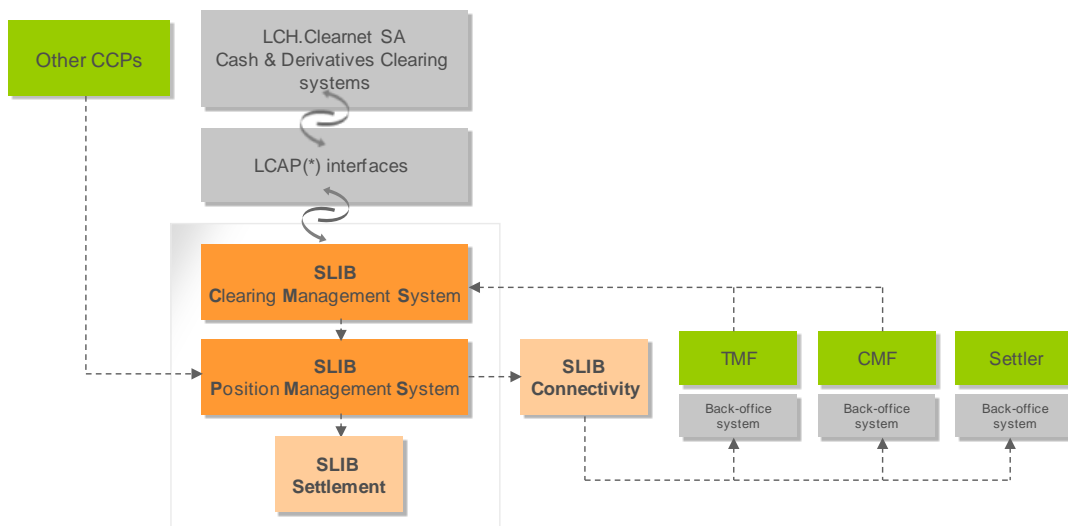 Other CCPs
LCH.Clearnet SA
Cash & Derivatives Clearing
systems
LCAP(*) interfaces
SLIB
Clearing Management System
SLIB
Position Management System
SLIB
Connectivity
SLIB
Settlement
TMF
CMF
Settler
Back-office
system
Back-office
system
Back-office
system